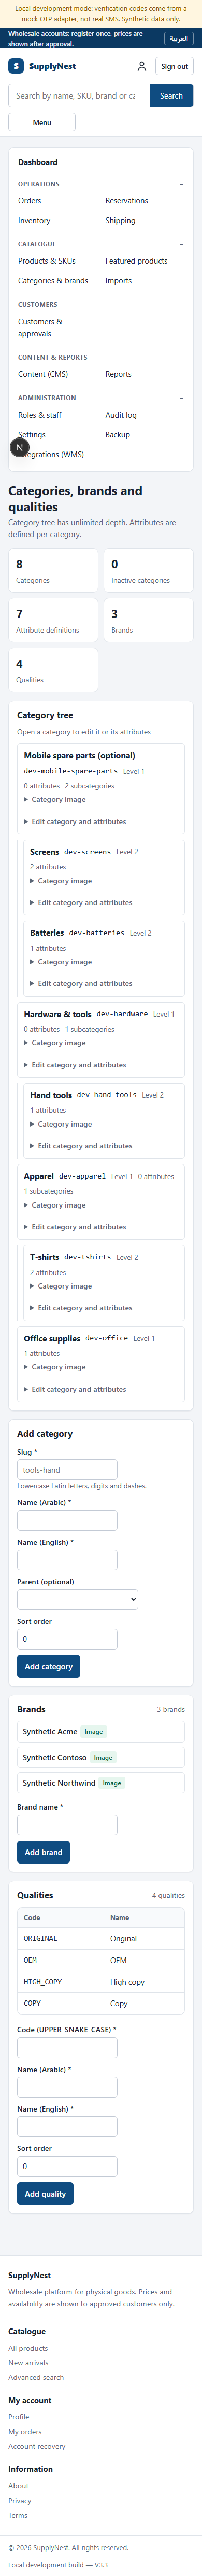 Local development mode: verification codes come from a
mock OTP adapter, not real SMS. Synthetic data only.
Wholesale accounts: register once, prices are
shown after approval.
العربية
S SupplyNest
Sign out
Search by name, SKU, brand or ca
Search
Menu
Dashboard
OPERATIONS –
Orders Reservations
Inventory Shipping
CATALOGUE –
Products & SKUs Featured products
Categories & brands Imports
CUSTOMERS –
Customers &
approvals
CONTENT & REPORTS –
Content (CMS) Reports
ADMINISTRATION –
Roles & staff Audit log
Settings Backup
N
tegrations (WMS)
Categories, brands and
qualities
Category tree has unlimited depth. Attributes are
defined per category.
8 0
Categories Inactive categories
7 3
Attribute definitions Brands
4
Qualities
Category tree
Open a category to edit it or its attributes
Mobile spare parts (optional)
dev-mobile-spare-parts Level 1
0 attributes 2 subcategories
Category image
Edit category and attributes
Screens dev-screens Level 2
2 attributes
Category image
Edit category and attributes
Batteries dev-batteries Level 2
1 attributes
Category image
Edit category and attributes
Hardware & tools dev-hardware Level 1
0 attributes 1 subcategories
Category image
Edit category and attributes
Hand tools dev-hand-tools Level 2
1 attributes
Category image
Edit category and attributes
Apparel dev-apparel Level 1 0 attributes
1 subcategories
Category image
Edit category and attributes
T-shirts dev-tshirts Level 2
2 attributes
Category image
Edit category and attributes
Office supplies dev-office Level 1
1 attributes
Category image
Edit category and attributes
Add category
Slug *
tools-hand
Lowercase Latin letters, digits and dashes.
Name (Arabic) *
Name (English) *
Parent (optional)
—
Sort order
0
Add category
Brands 3 brands
Synthetic Acme Image
Synthetic Contoso Image
Synthetic Northwind Image
Brand name *
Add brand
Qualities 4 qualities
Code Name
ORIGINAL Original
OEM OEM
HIGH_COPY High copy
COPY Copy
Code (UPPER_SNAKE_CASE) *
Name (Arabic) *
Name (English) *
Sort order
0
Add quality
SupplyNest
Wholesale platform for physical goods. Prices and
availability are shown to approved customers only.
Catalogue
All products
New arrivals
Advanced search
My account
Profile
My orders
Account recovery
Information
About
Privacy
Terms
© 2026 SupplyNest. All rights reserved.
Local development build — V3.3